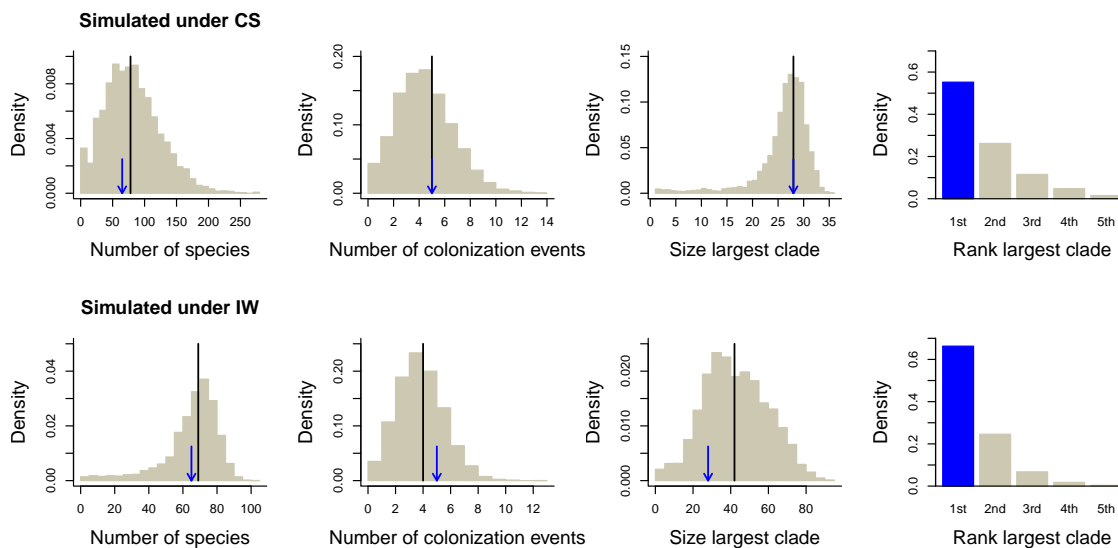 Simulated under CS
Density
0.000 0.004 0.008
0 50 100 150 200 250
Number of species
Density
0.00 0.10 0.20
0 2 4 6 8 10 12 14
Number of colonization events
Density
0.00 0.05 0.10 0.15
0 5 10 15 20 25 30 35
Size largest clade
Density
0.0 0.2 0.4 0.6
1st 2nd 3rd 4th 5th
Rank largest clade
Simulated under IW
Density
0.00 0.02 0.04
0 20 40 60 80 100
Number of species
Density
0.00 0.10 0.20
0 2 4 6 8 10 12
Number of colonization events
Density
0.000 0.010 0.020
0 20 40 60 80
Size largest clade
Density
0.0 0.2 0.4 0.6
1st 2nd 3rd 4th 5th
Rank largest clade